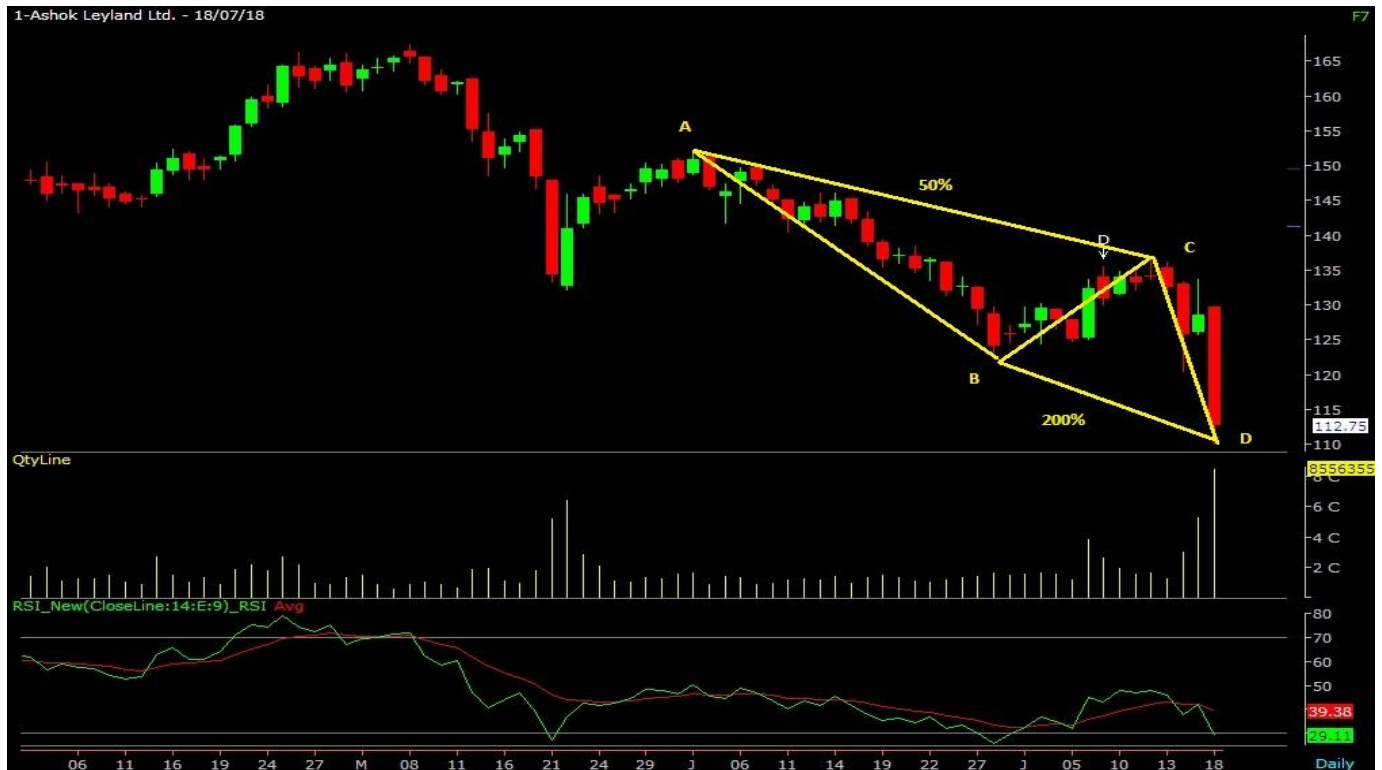 1-Ashok Leyland Ltd. - 18/07/18
F7
165
160
155
150
145
140
135
130
125
120
115
112.75
110
A
50%
D
C
B
200%
D
QtyLine
8556355
8 C
6 C
4 C
2 C
RSI_New(CloseLine:14:E:9)_RSI Avg
80
70
60
50
39.38
29.11
06 11 16 19 24 27 M 08 11 16 21 24 29 J 06 11 14 19 22 27 J 05 10 13 18
Daily